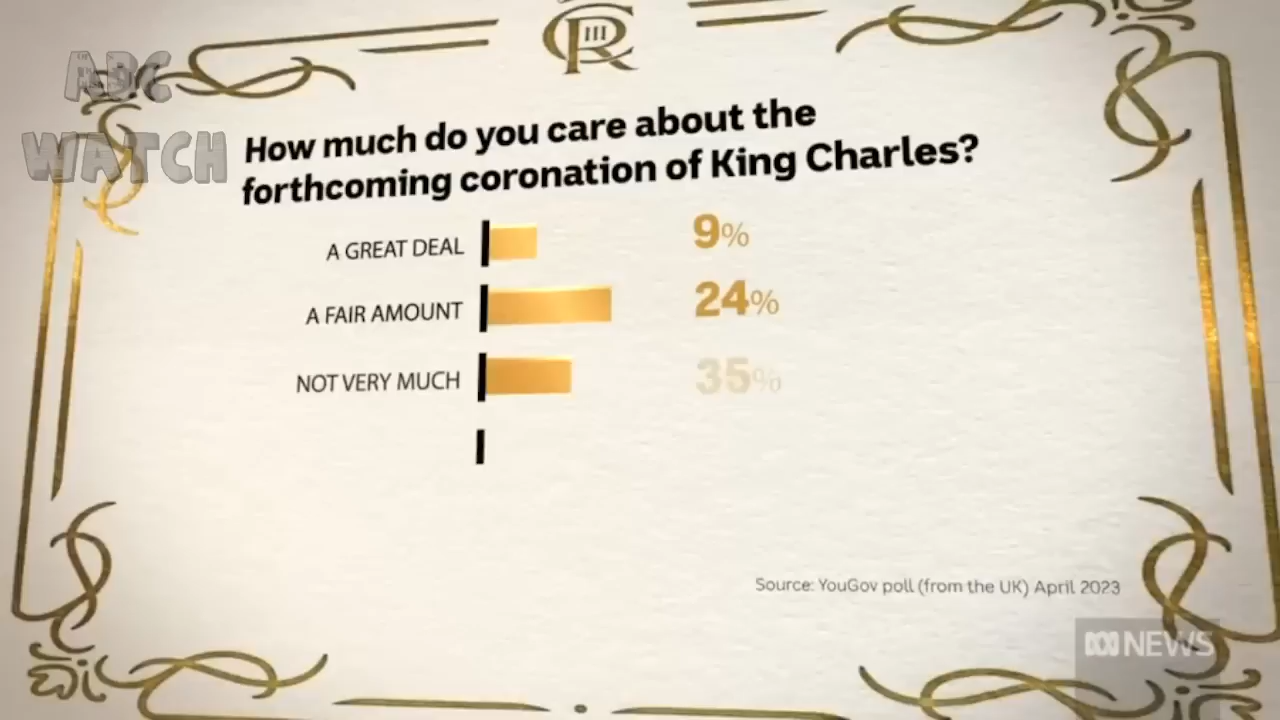 CIIIR
ABC
WATCH
How much do you care about the
forthcoming coronation of King Charles?
A GREAT DEAL 9%
A FAIR AMOUNT 24%
NOT VERY MUCH 35%
Source: YouGov poll (from the UK) April 2023
NEWS